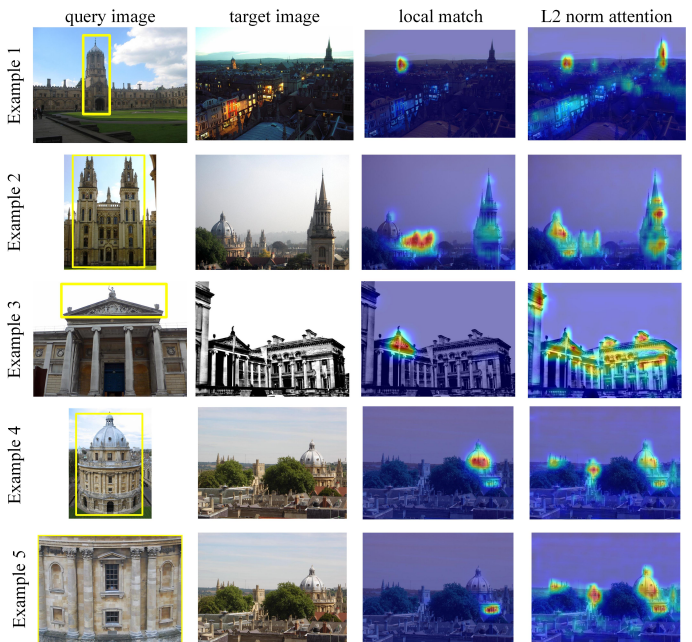 query image target image local match L2 norm attention
Example 1
Example 2
Example 3
Example 4
Example 5